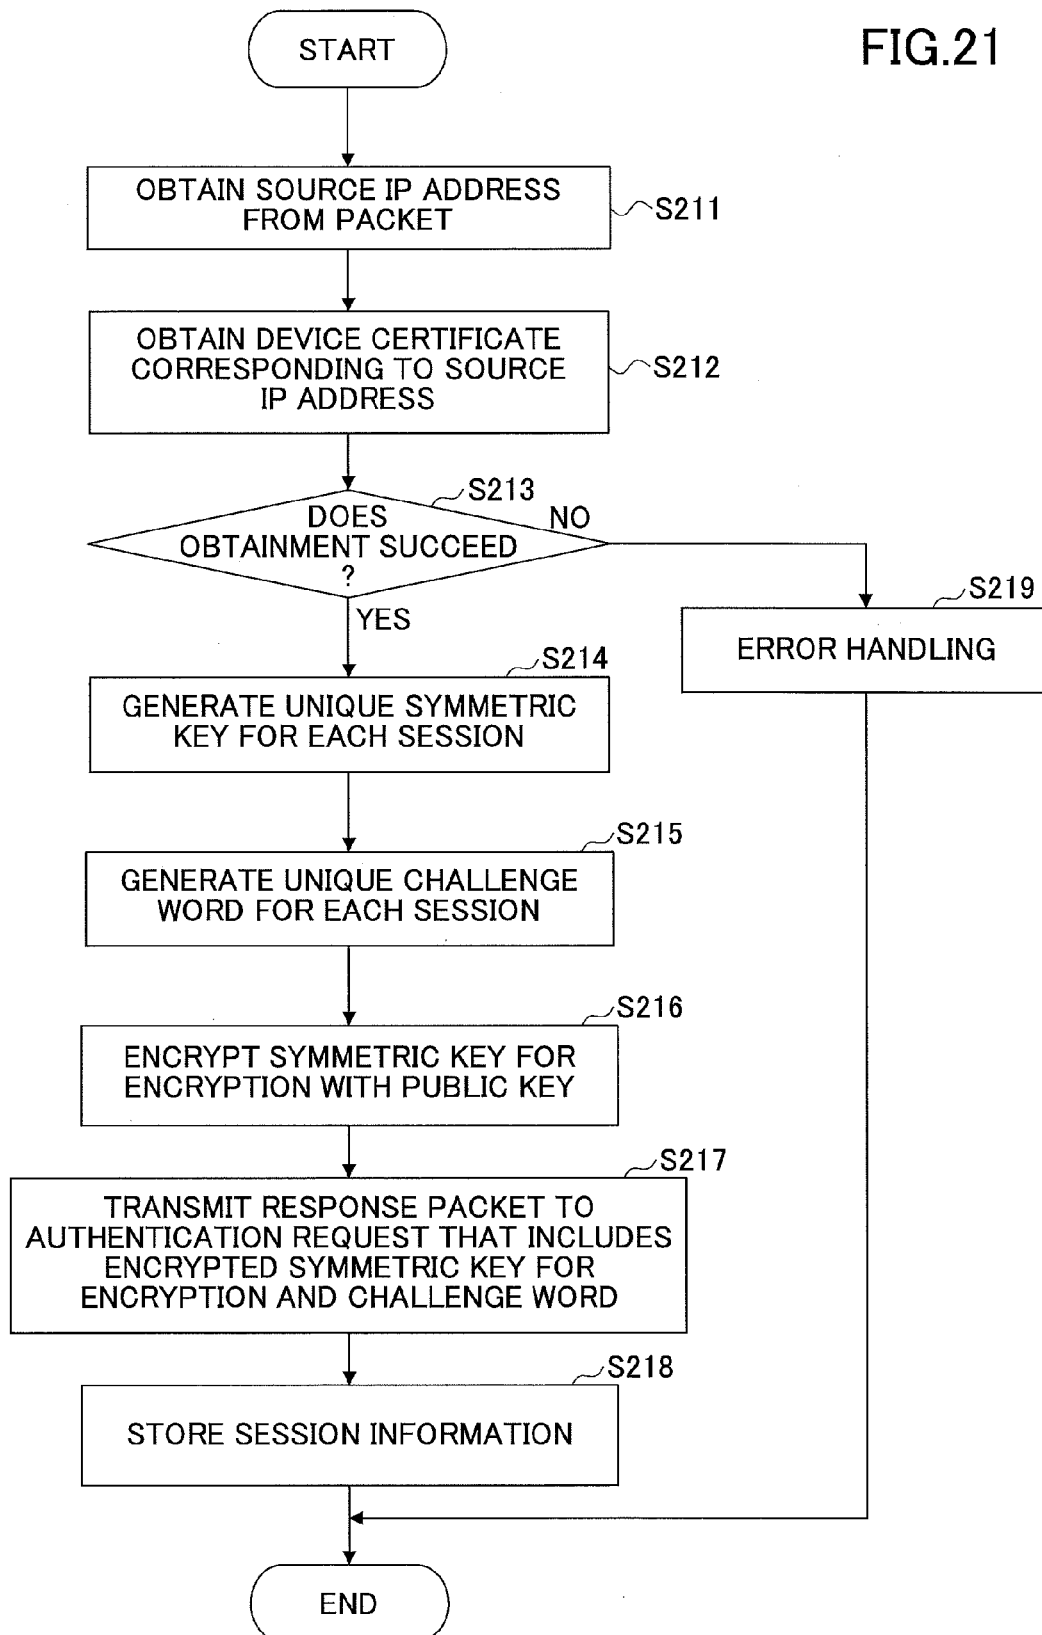 FIG.21
START
OBTAIN SOURCE IP ADDRESS
FROM PACKET
S211
OBTAIN DEVICE CERTIFICATE
CORRESPONDING TO SOURCE
IP ADDRESS
S212
S213
DOES
OBTAINMENT SUCCEED
?
NO
YES
S219
ERROR HANDLING
S214
GENERATE UNIQUE SYMMETRIC
KEY FOR EACH SESSION
S215
GENERATE UNIQUE CHALLENGE
WORD FOR EACH SESSION
S216
ENCRYPT SYMMETRIC KEY FOR
ENCRYPTION WITH PUBLIC KEY
S217
TRANSMIT RESPONSE PACKET TO
AUTHENTICATION REQUEST THAT INCLUDES
ENCRYPTED SYMMETRIC KEY FOR
ENCRYPTION AND CHALLENGE WORD
S218
STORE SESSION INFORMATION
END